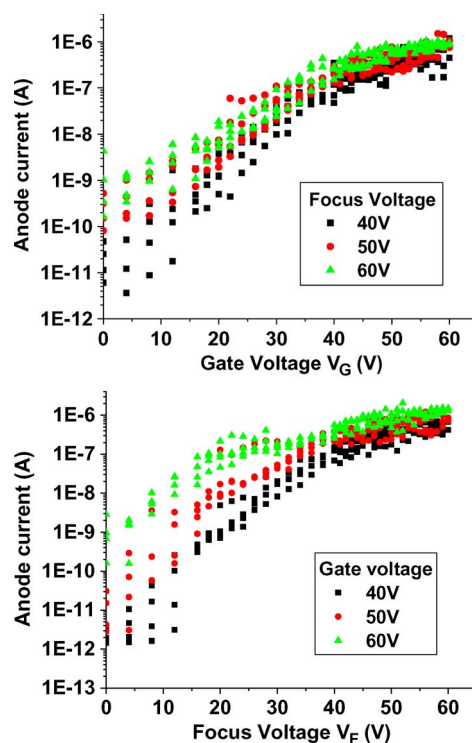 1E-6
1E-7
1E-8
1E-9
1E-10
1E-11
1E-12
Anode current (A)
Focus Voltage
40V
50V
60V
0 10 20 30 40 50 60
Gate Voltage V_G (V)
1E-6
1E-7
1E-8
1E-9
1E-10
1E-11
1E-12
1E-13
Anode current (A)
Gate voltage
40V
50V
60V
0 10 20 30 40 50 60
Focus Voltage V_F (V)